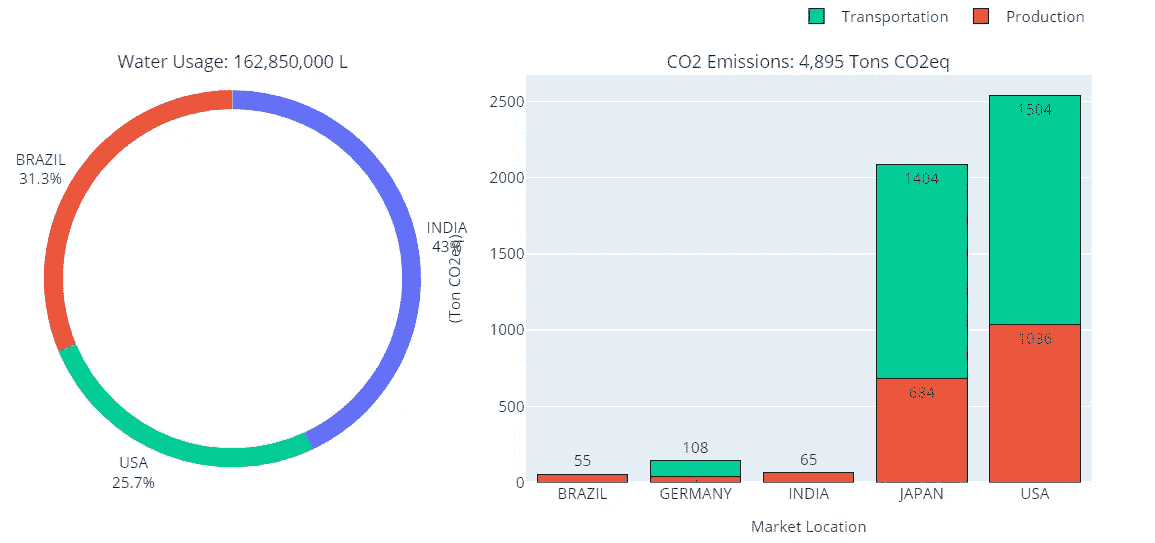 Transportation Production
Water Usage: 162,850,000 L
CO2 Emissions: 4,895 Tons CO2eq
BRAZIL
31.3%
INDIA
43%
USA
25.7%
(Ton CO2eq)
2500
2000
1500
1000
500
0
55
108
65
1404
684
1504
1036
BRAZIL GERMANY INDIA JAPAN USA
Market Location